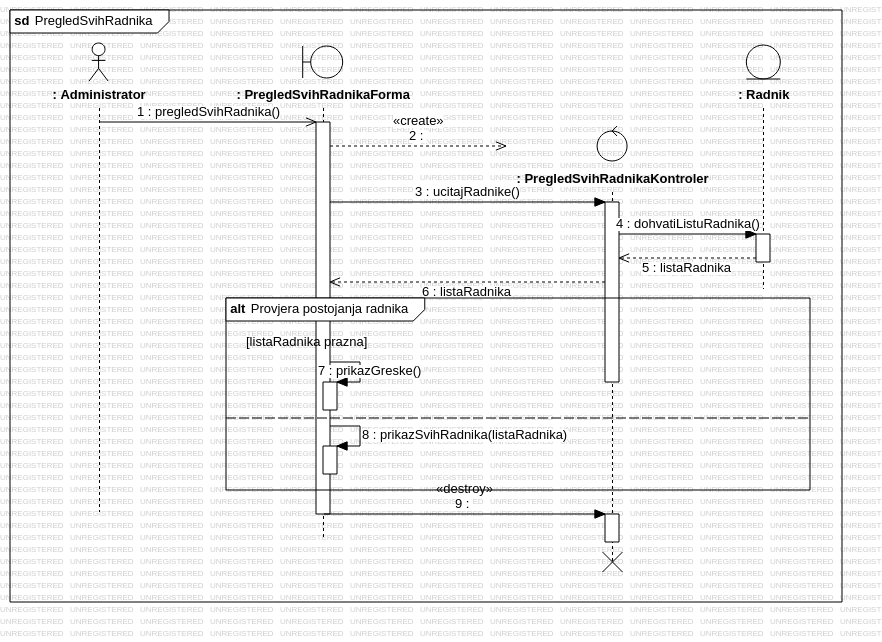 sd PregledSvihRadnika
: Administrator
: PregledSvihRadnikaForma
: Radnik
1 : pregledSvihRadnika()
«create»
2 :
: PregledSvihRadnikaKontroler
3 : ucitajRadnike()
4 : dohvatiListuRadnika()
5 : listaRadnika
6 : listaRadnika
alt Provjera postojanja radnika
[listaRadnika prazna]
7 : prikazGreske()
8 : prikazSvihRadnika(listaRadnika)
«destroy»
9 :
UNREGISTERED